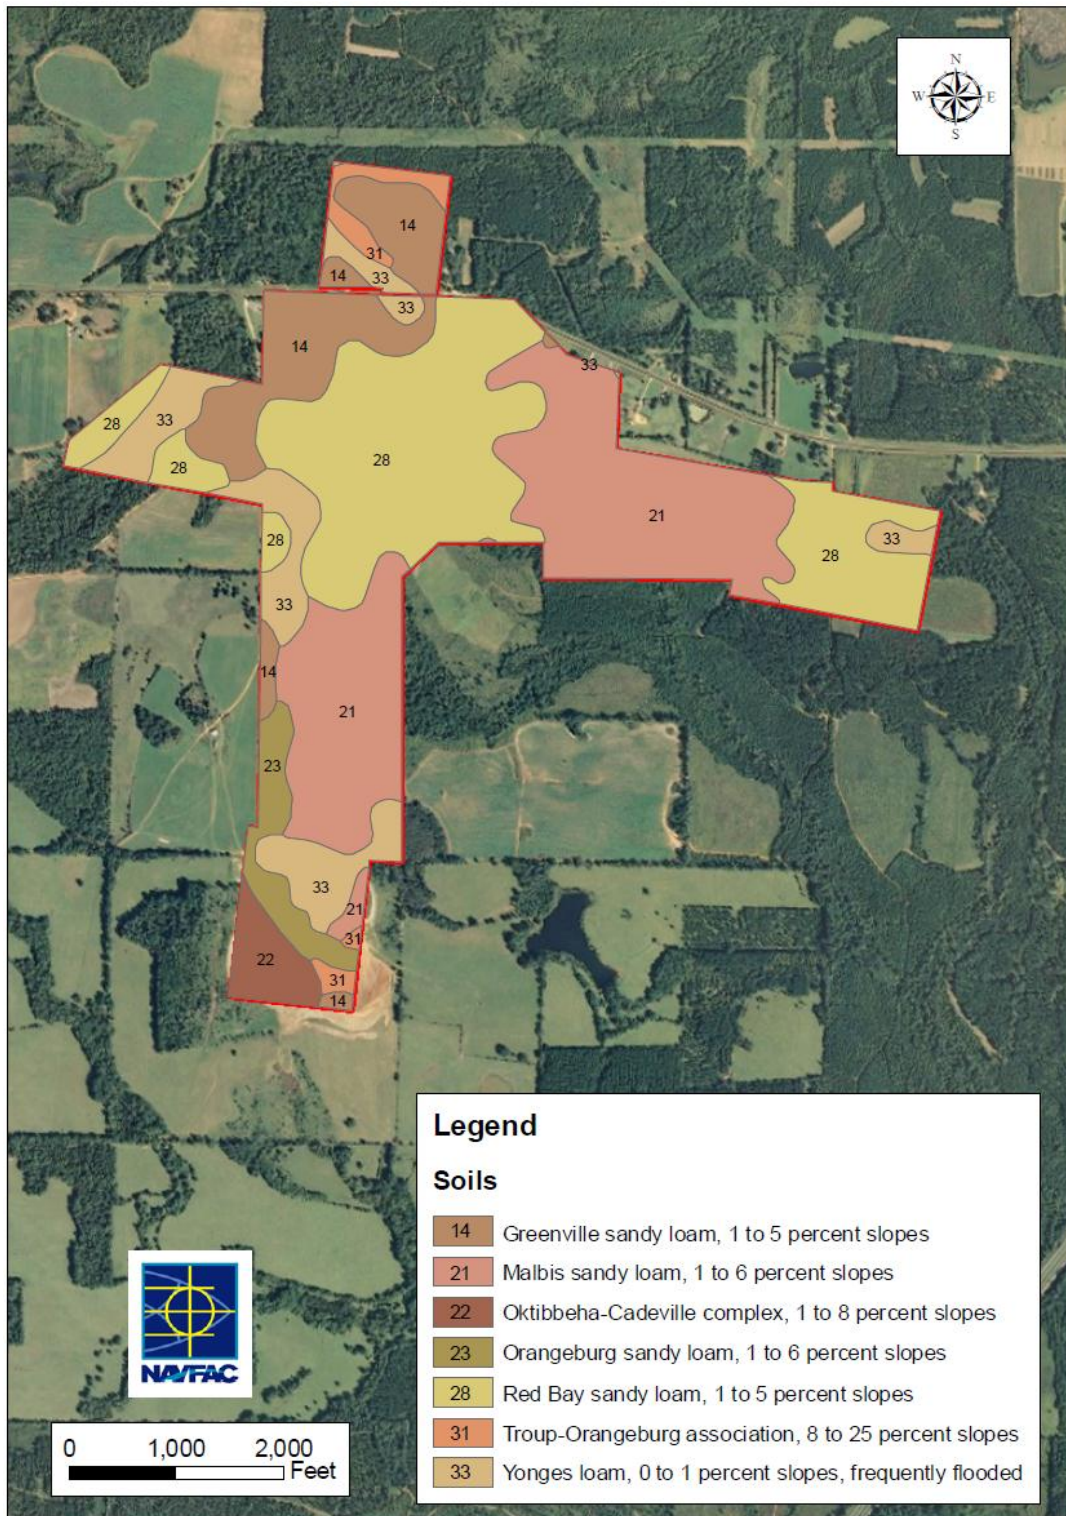 N
W E
S
14
31
14
33
33
14
33
28
33
28
28
21
28
33
28
33
14
21
23
33
21
31
22
31
14
Legend
Soils
14 Greenville sandy loam, 1 to 5 percent slopes
21 Malbis sandy loam, 1 to 6 percent slopes
22 Oktibbeha-Cadeville complex, 1 to 8 percent slopes
23 Orangeburg sandy loam, 1 to 6 percent slopes
28 Red Bay sandy loam, 1 to 5 percent slopes
31 Troup-Orangeburg association, 8 to 25 percent slopes
33 Yonges loam, 0 to 1 percent slopes, frequently flooded
NAVFAC
0 1,000 2,000
Feet